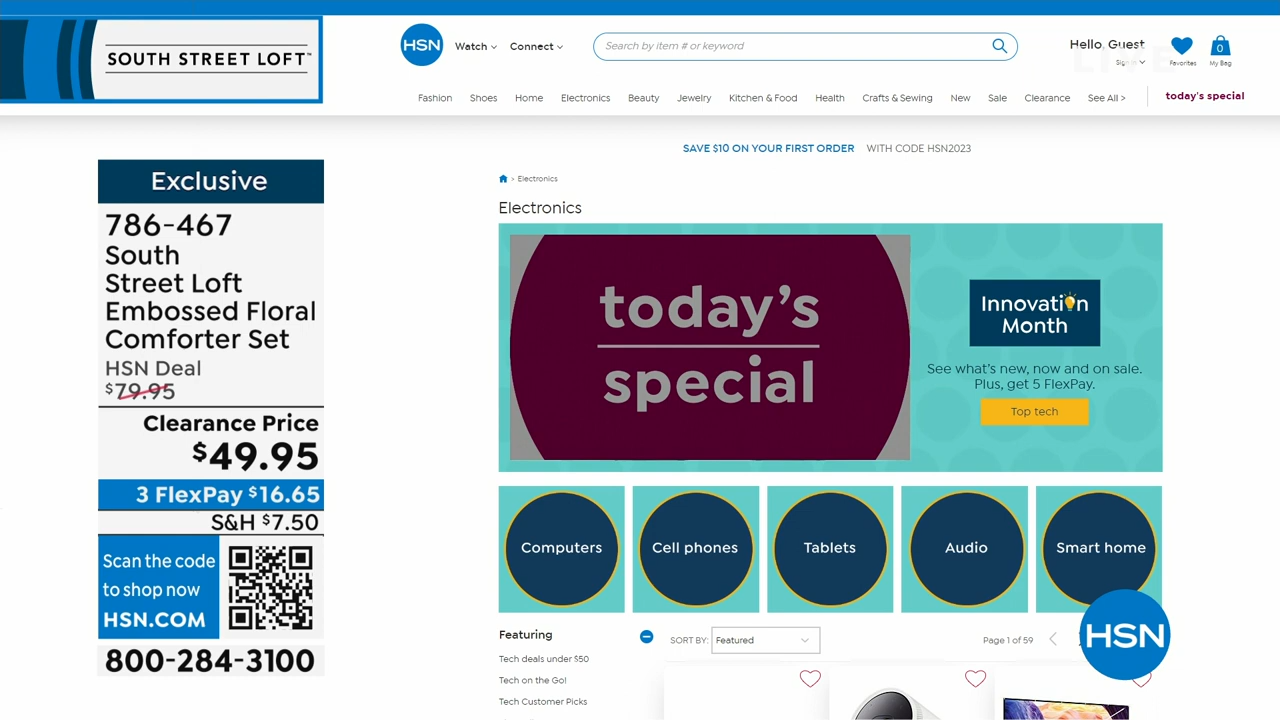 SOUTH STREET LOFT™
HSN
Watch
Connect
Search by item # or keyword
Hello, Guest
Sign in
LIVE
Favorites
0
My Bag
Fashion
Shoes
Home
Electronics
Beauty
Jewelry
Kitchen & Food
Health
Crafts & Sewing
New
Sale
Clearance
See All >
today's special
SAVE $10 ON YOUR FIRST ORDER WITH CODE HSN2023
> Electronics
Electronics
Exclusive
786-467
South
Street Loft
Embossed Floral
Comforter Set
HSN Deal
$79.95
Clearance Price
$49.95
3 FlexPay $16.65
S&H $7.50
Scan the code
to shop now
HSN.COM
800-284-3100
today's
special
Innovati n
Month
See what's new, now and on sale.
Plus, get 5 FlexPay.
Top tech
Computers
Cell phones
Tablets
Audio
Smart home
Featuring
Tech deals under $50
Tech on the Go!
Tech Customer Picks
SORT BY:
Featured
Page 1 of 59
HSN